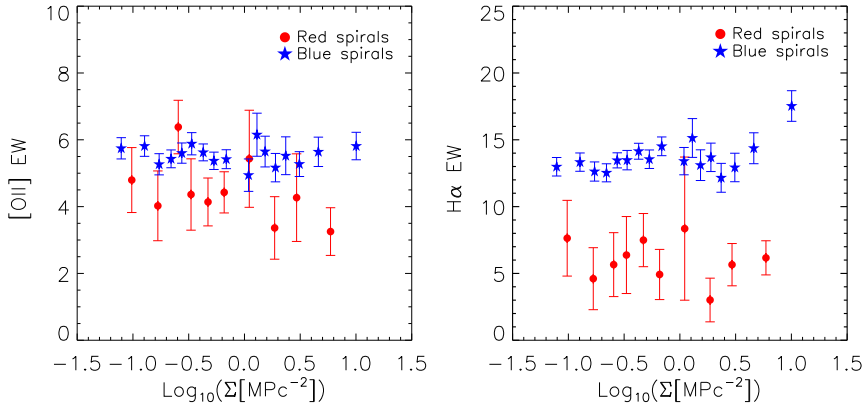 10
8
6
4
2
0
[OII] EW
Red spirals
Blue spirals
−1.5 −1.0 −0.5 0.0 0.5 1.0 1.5
Log₁₀(Σ[MPc⁻²])
25
20
15
10
5
0
Hα EW
Red spirals
Blue spirals
−1.5 −1.0 −0.5 0.0 0.5 1.0 1.5
Log₁₀(Σ[MPc⁻²])